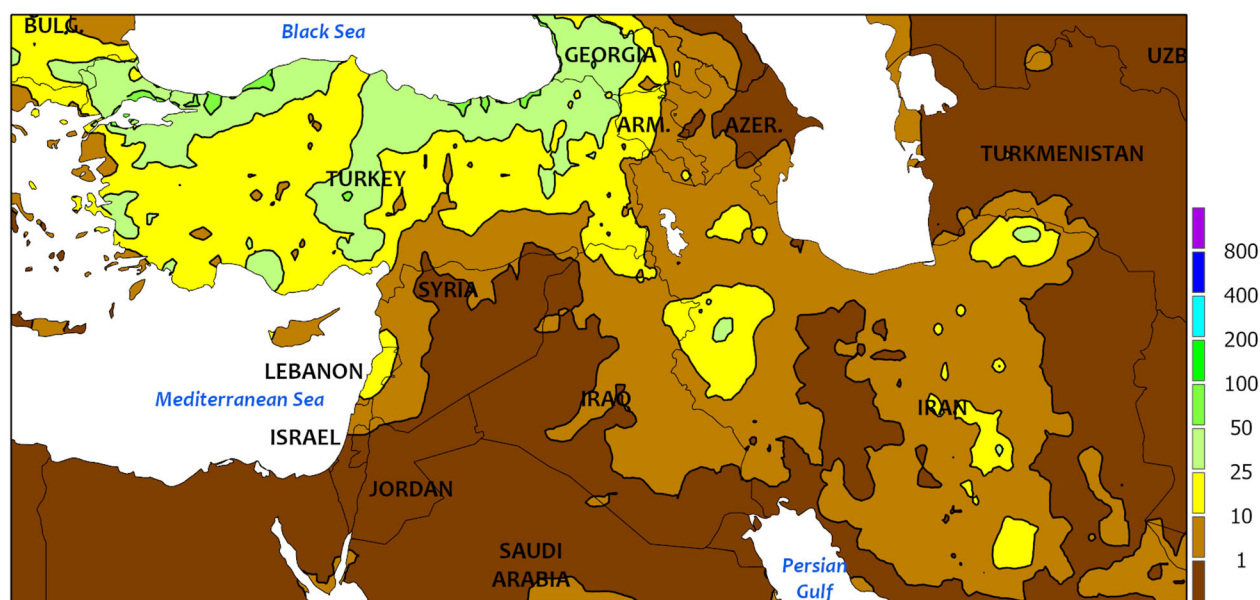 BULG.
Black Sea
GEORGIA
UZB
ARM.
AZER.
TURKMENISTAN
TURKEY
SYRIA
LEBANON
Mediterranean Sea
IRAQ
IRAN
ISRAEL
JORDAN
SAUDI
ARABIA
Persian
Gulf
800
400
200
100
50
25
10
1